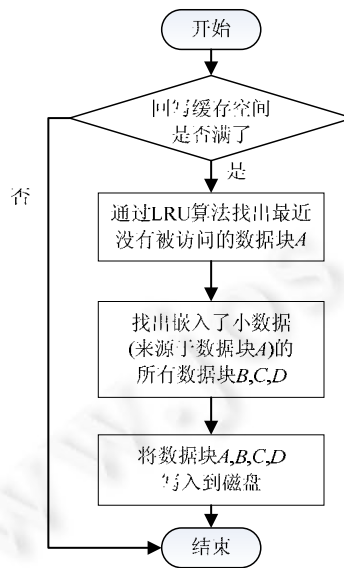 开始
回写缓存空间
是否满了
否
是
通过LRU算法找出最近
没有被访问的数据块A
找出嵌入了小数据
(来源于数据块A)的
所有数据块B,C,D
将数据块A,B,C,D
写入到磁盘
结束